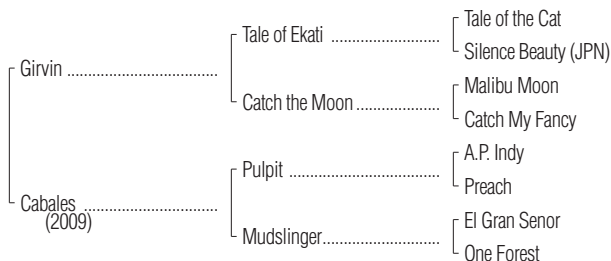 Tale of the Cat
Tale of Ekati ..........................
Silence Beauty (JPN)
Girvin ....................................
Malibu Moon
Catch the Moon ....................
Catch My Fancy
A.P. Indy
Pulpit ....................................
Preach
Cabales ................................
(2009)
El Gran Senor
Mudslinger............................
One Forest